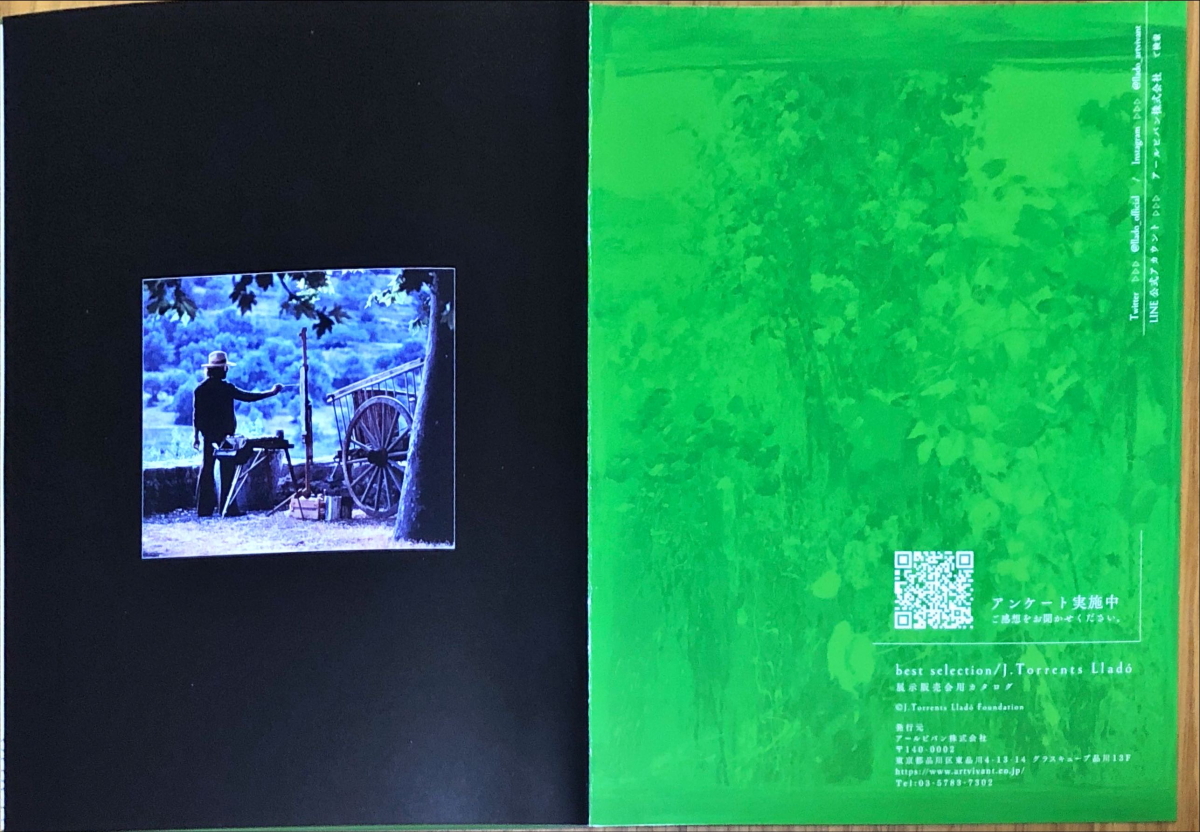 Twitter ▷▷▷ @llado_official / Instagram ▷▷▷ @llado_artvivant
LINE 公式アカウント ▷▷▷ アールビバン株式会社 で検索
アンケート実施中
ご感想をお聞かせください。
best selection/J.Torrents Lladó
展示販売会用カタログ
©J.Torrents Lladó Foundation
発行元
アールビバン株式会社
〒140-0002
東京都品川区東品川4-13-14 グラスキューブ品川13F
https://www.artvivant.co.jp/
Tel:03-5783-7302